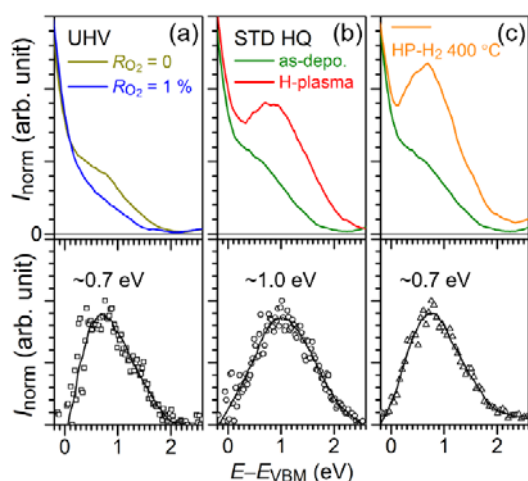 UHV (a)
R_O2 = 0
R_O2 = 1 %
STD HQ (b)
as-depo.
H-plasma
(c)
HP-H2 400 °C
I_norm (arb. unit)
0
~0.7 eV
~1.0 eV
~0.7 eV
I_norm (arb. unit)
0 1 2 0 1 2 0 1 2
E–E_VBM (eV)